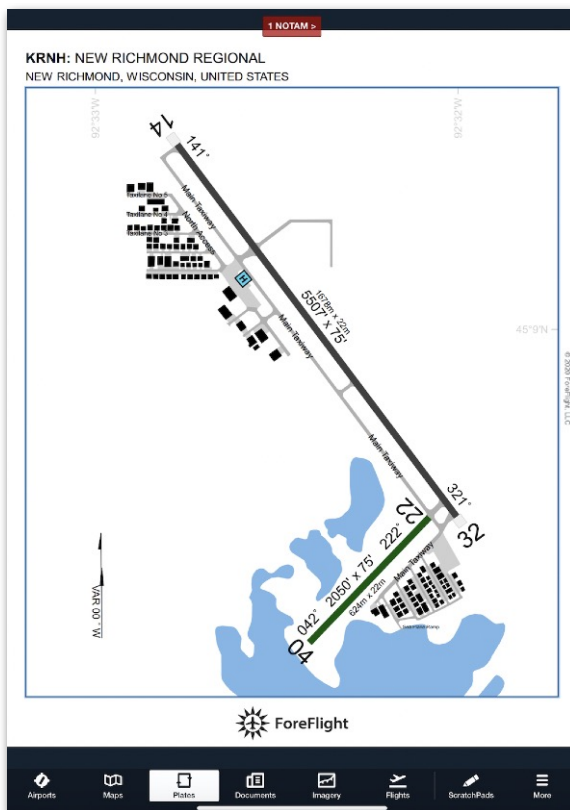 1 NOTAM >
KRNH: NEW RICHMOND REGIONAL
NEW RICHMOND, WISCONSIN, UNITED STATES
92°33'W
92°32'W
14
141°
Taxilane No 5
Main Taxiway
Taxilane No 4
North Access
Taxilane No 3
H
1678m x 22m
5507' x 75'
Main Taxiway
45°9'N
© 2020 ForeFlight, LLC
Main Taxiway
321°
32
22
222°
2050' x 75'
624m x 22m
042°
04
Main Taxiway
VAR 00° W
ForeFlight
Airports
Maps
Plates
Documents
Imagery
Flights
ScratchPads
More